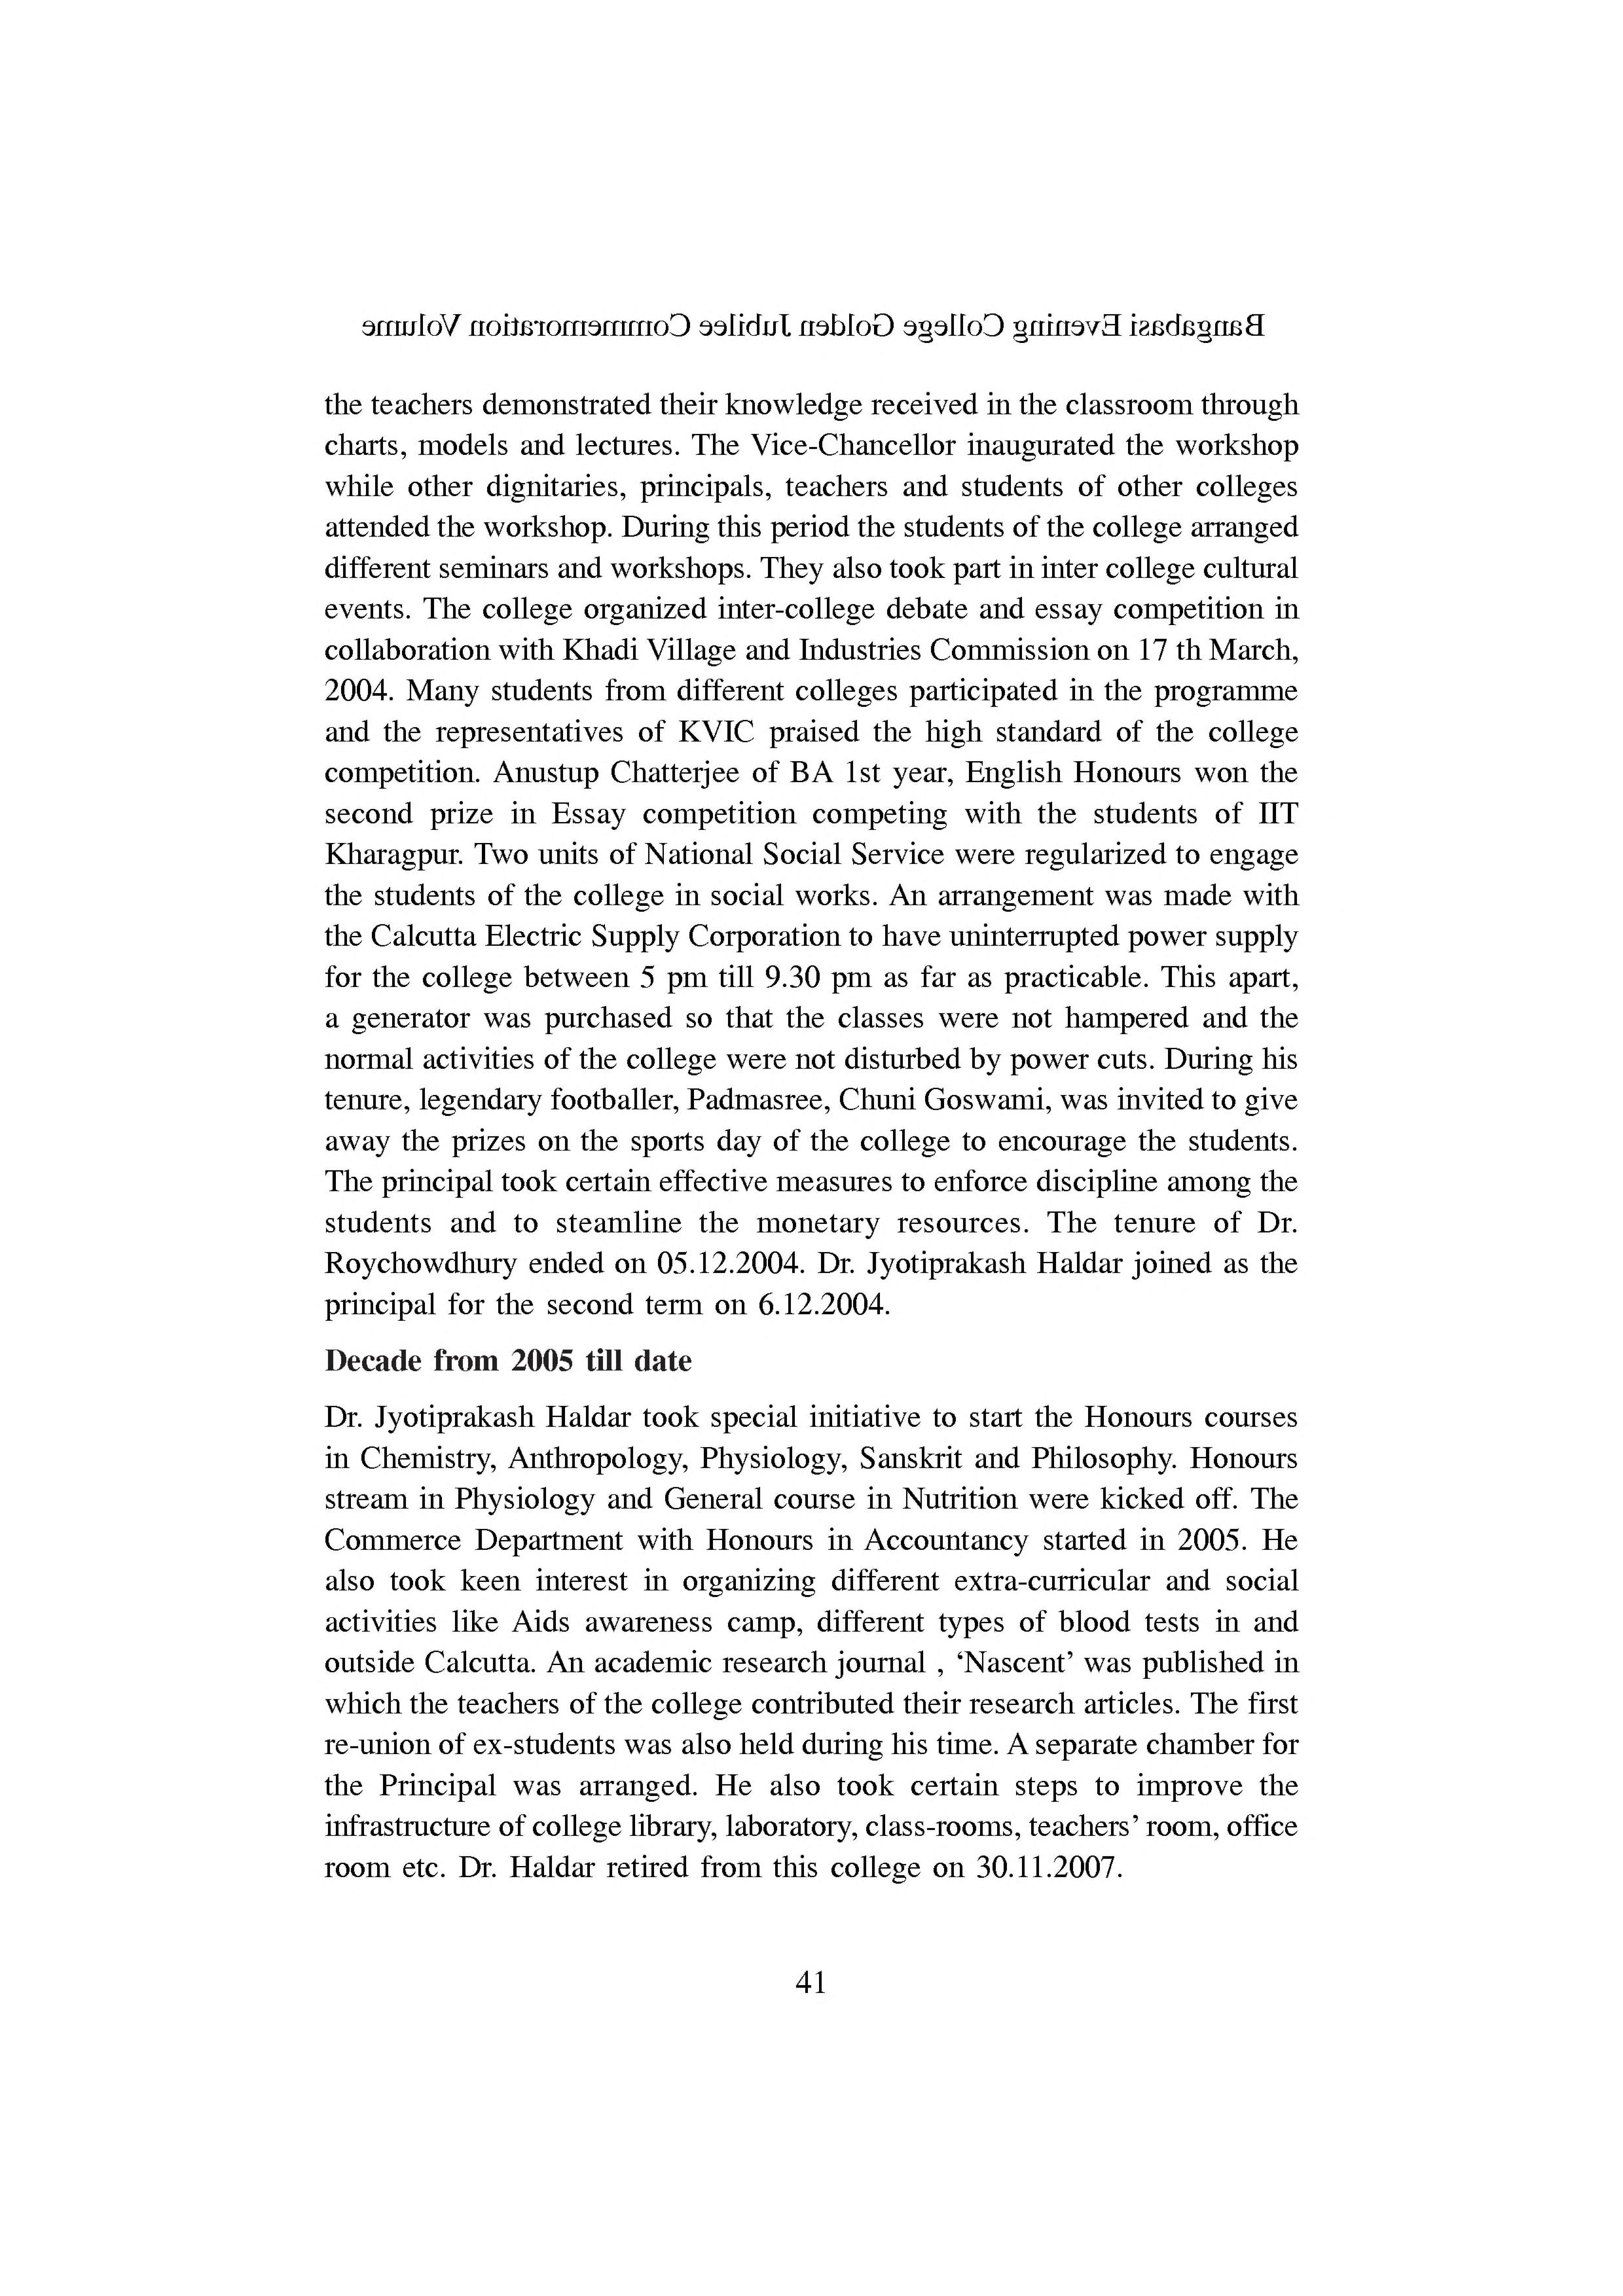 Bangabasi Evening College Golden Jubilee Commemoration Volume
the teachers demonstrated their knowledge received in the classroom through
charts, models and lectures. The Vice-Chancellor inaugurated the workshop
while other dignitaries, principals, teachers and students of other colleges
attended the workshop. During this period the students of the college arranged
different seminars and workshops. They also took part in inter college cultural
events. The college organized inter-college debate and essay competition in
collaboration with Khadi Village and Industries Commission on 17 th March,
2004. Many students from different colleges participated in the programme
and the representatives of KVIC praised the high standard of the college
competition. Anustup Chatterjee of BA 1st year, English Honours won the
second prize in Essay competition competing with the students of IIT
Kharagpur. Two units of National Social Service were regularized to engage
the students of the college in social works. An arrangement was made with
the Calcutta Electric Supply Corporation to have uninterrupted power supply
for the college between 5 pm till 9.30 pm as far as practicable. This apart,
a generator was purchased so that the classes were not hampered and the
normal activities of the college were not disturbed by power cuts. During his
tenure, legendary footballer, Padmasree, Chuni Goswami, was invited to give
away the prizes on the sports day of the college to encourage the students.
The principal took certain effective measures to enforce discipline among the
students and to steamline the monetary resources. The tenure of Dr.
Roychowdhury ended on 05.12.2004. Dr. Jyotiprakash Haldar joined as the
principal for the second term on 6.12.2004.
Decade from 2005 till date
Dr. Jyotiprakash Haldar took special initiative to start the Honours courses
in Chemistry, Anthropology, Physiology, Sanskrit and Philosophy. Honours
stream in Physiology and General course in Nutrition were kicked off. The
Commerce Department with Honours in Accountancy started in 2005. He
also took keen interest in organizing different extra-curricular and social
activities like Aids awareness camp, different types of blood tests in and
outside Calcutta. An academic research journal , ‘Nascent’ was published in
which the teachers of the college contributed their research articles. The first
re-union of ex-students was also held during his time. A separate chamber for
the Principal was arranged. He also took certain steps to improve the
infrastructure of college library, laboratory, class-rooms, teachers’ room, office
room etc. Dr. Haldar retired from this college on 30.11.2007.
41